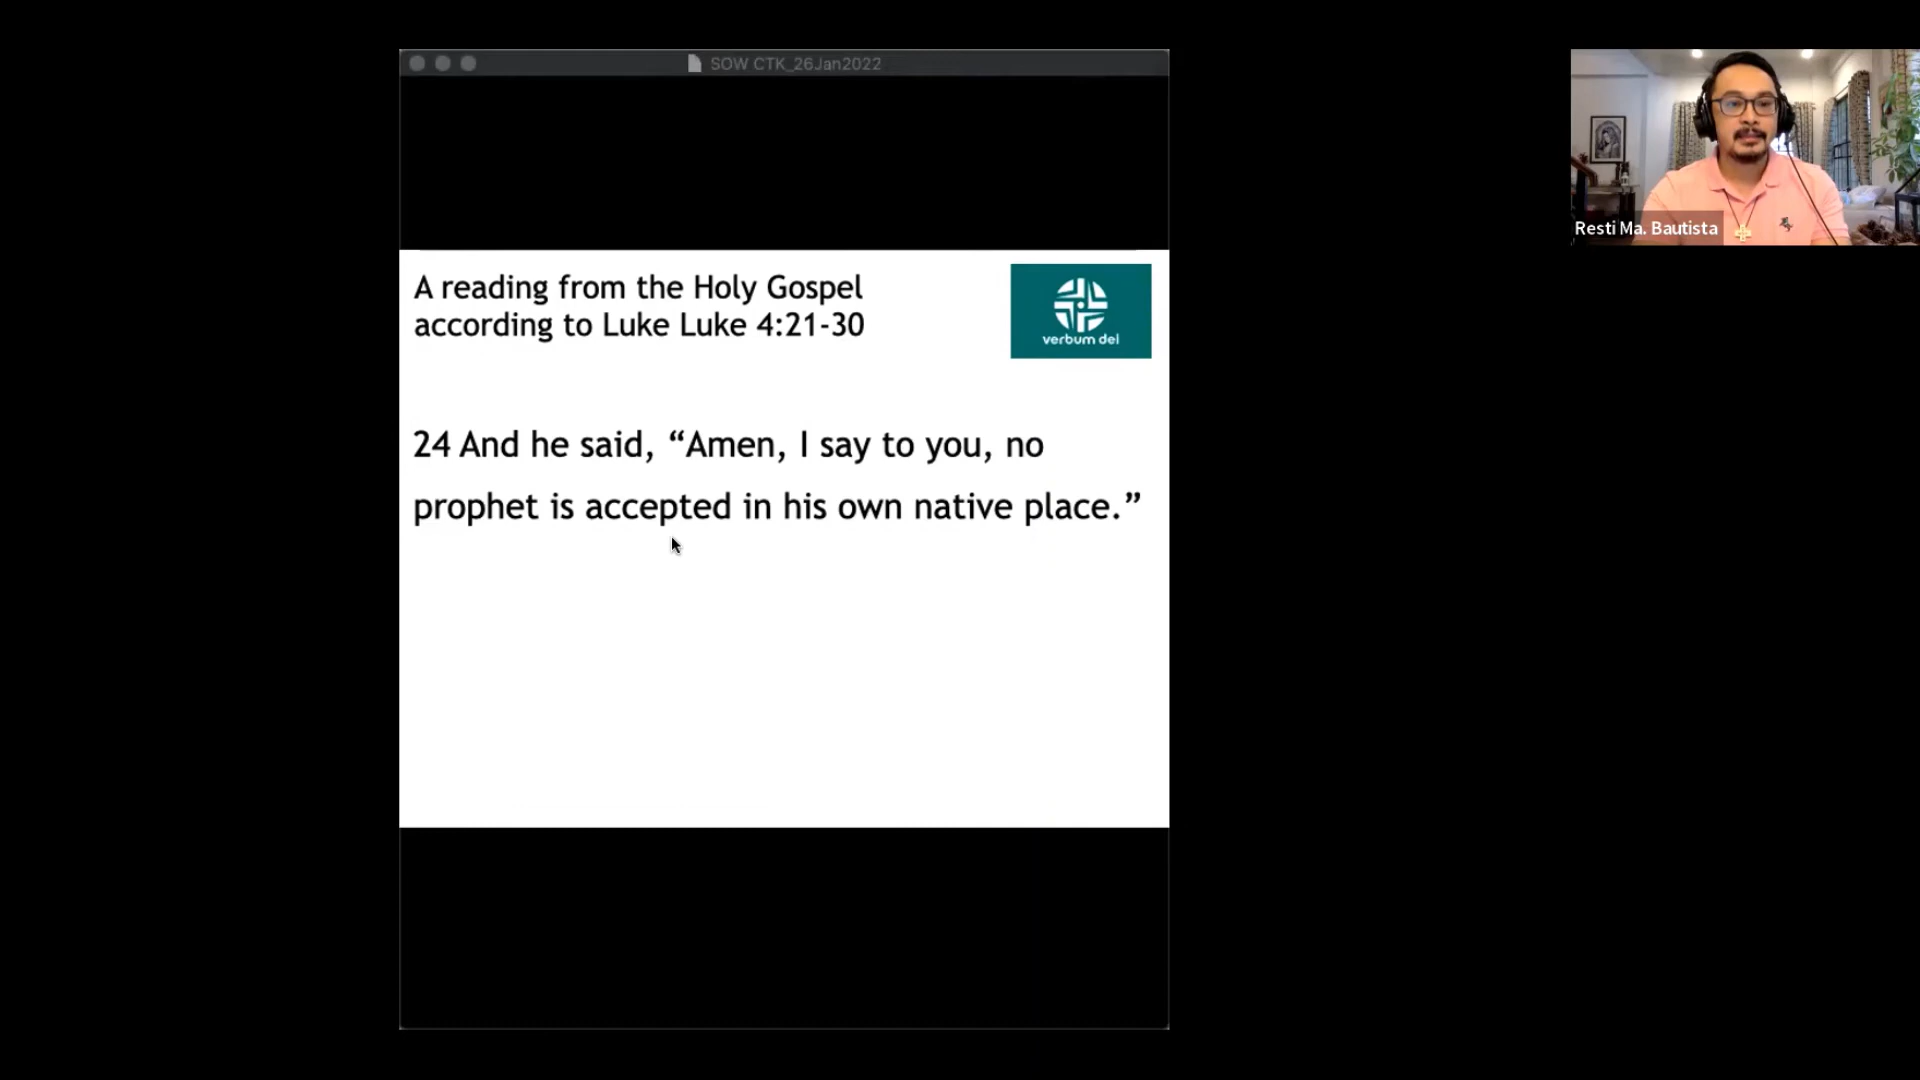 SOW CTK_26Jan2022
A reading from the Holy Gospel
according to Luke Luke 4:21-30
verbum dei
24 And he said, “Amen, I say to you, no
prophet is accepted in his own native place.”
Resti Ma. Bautista